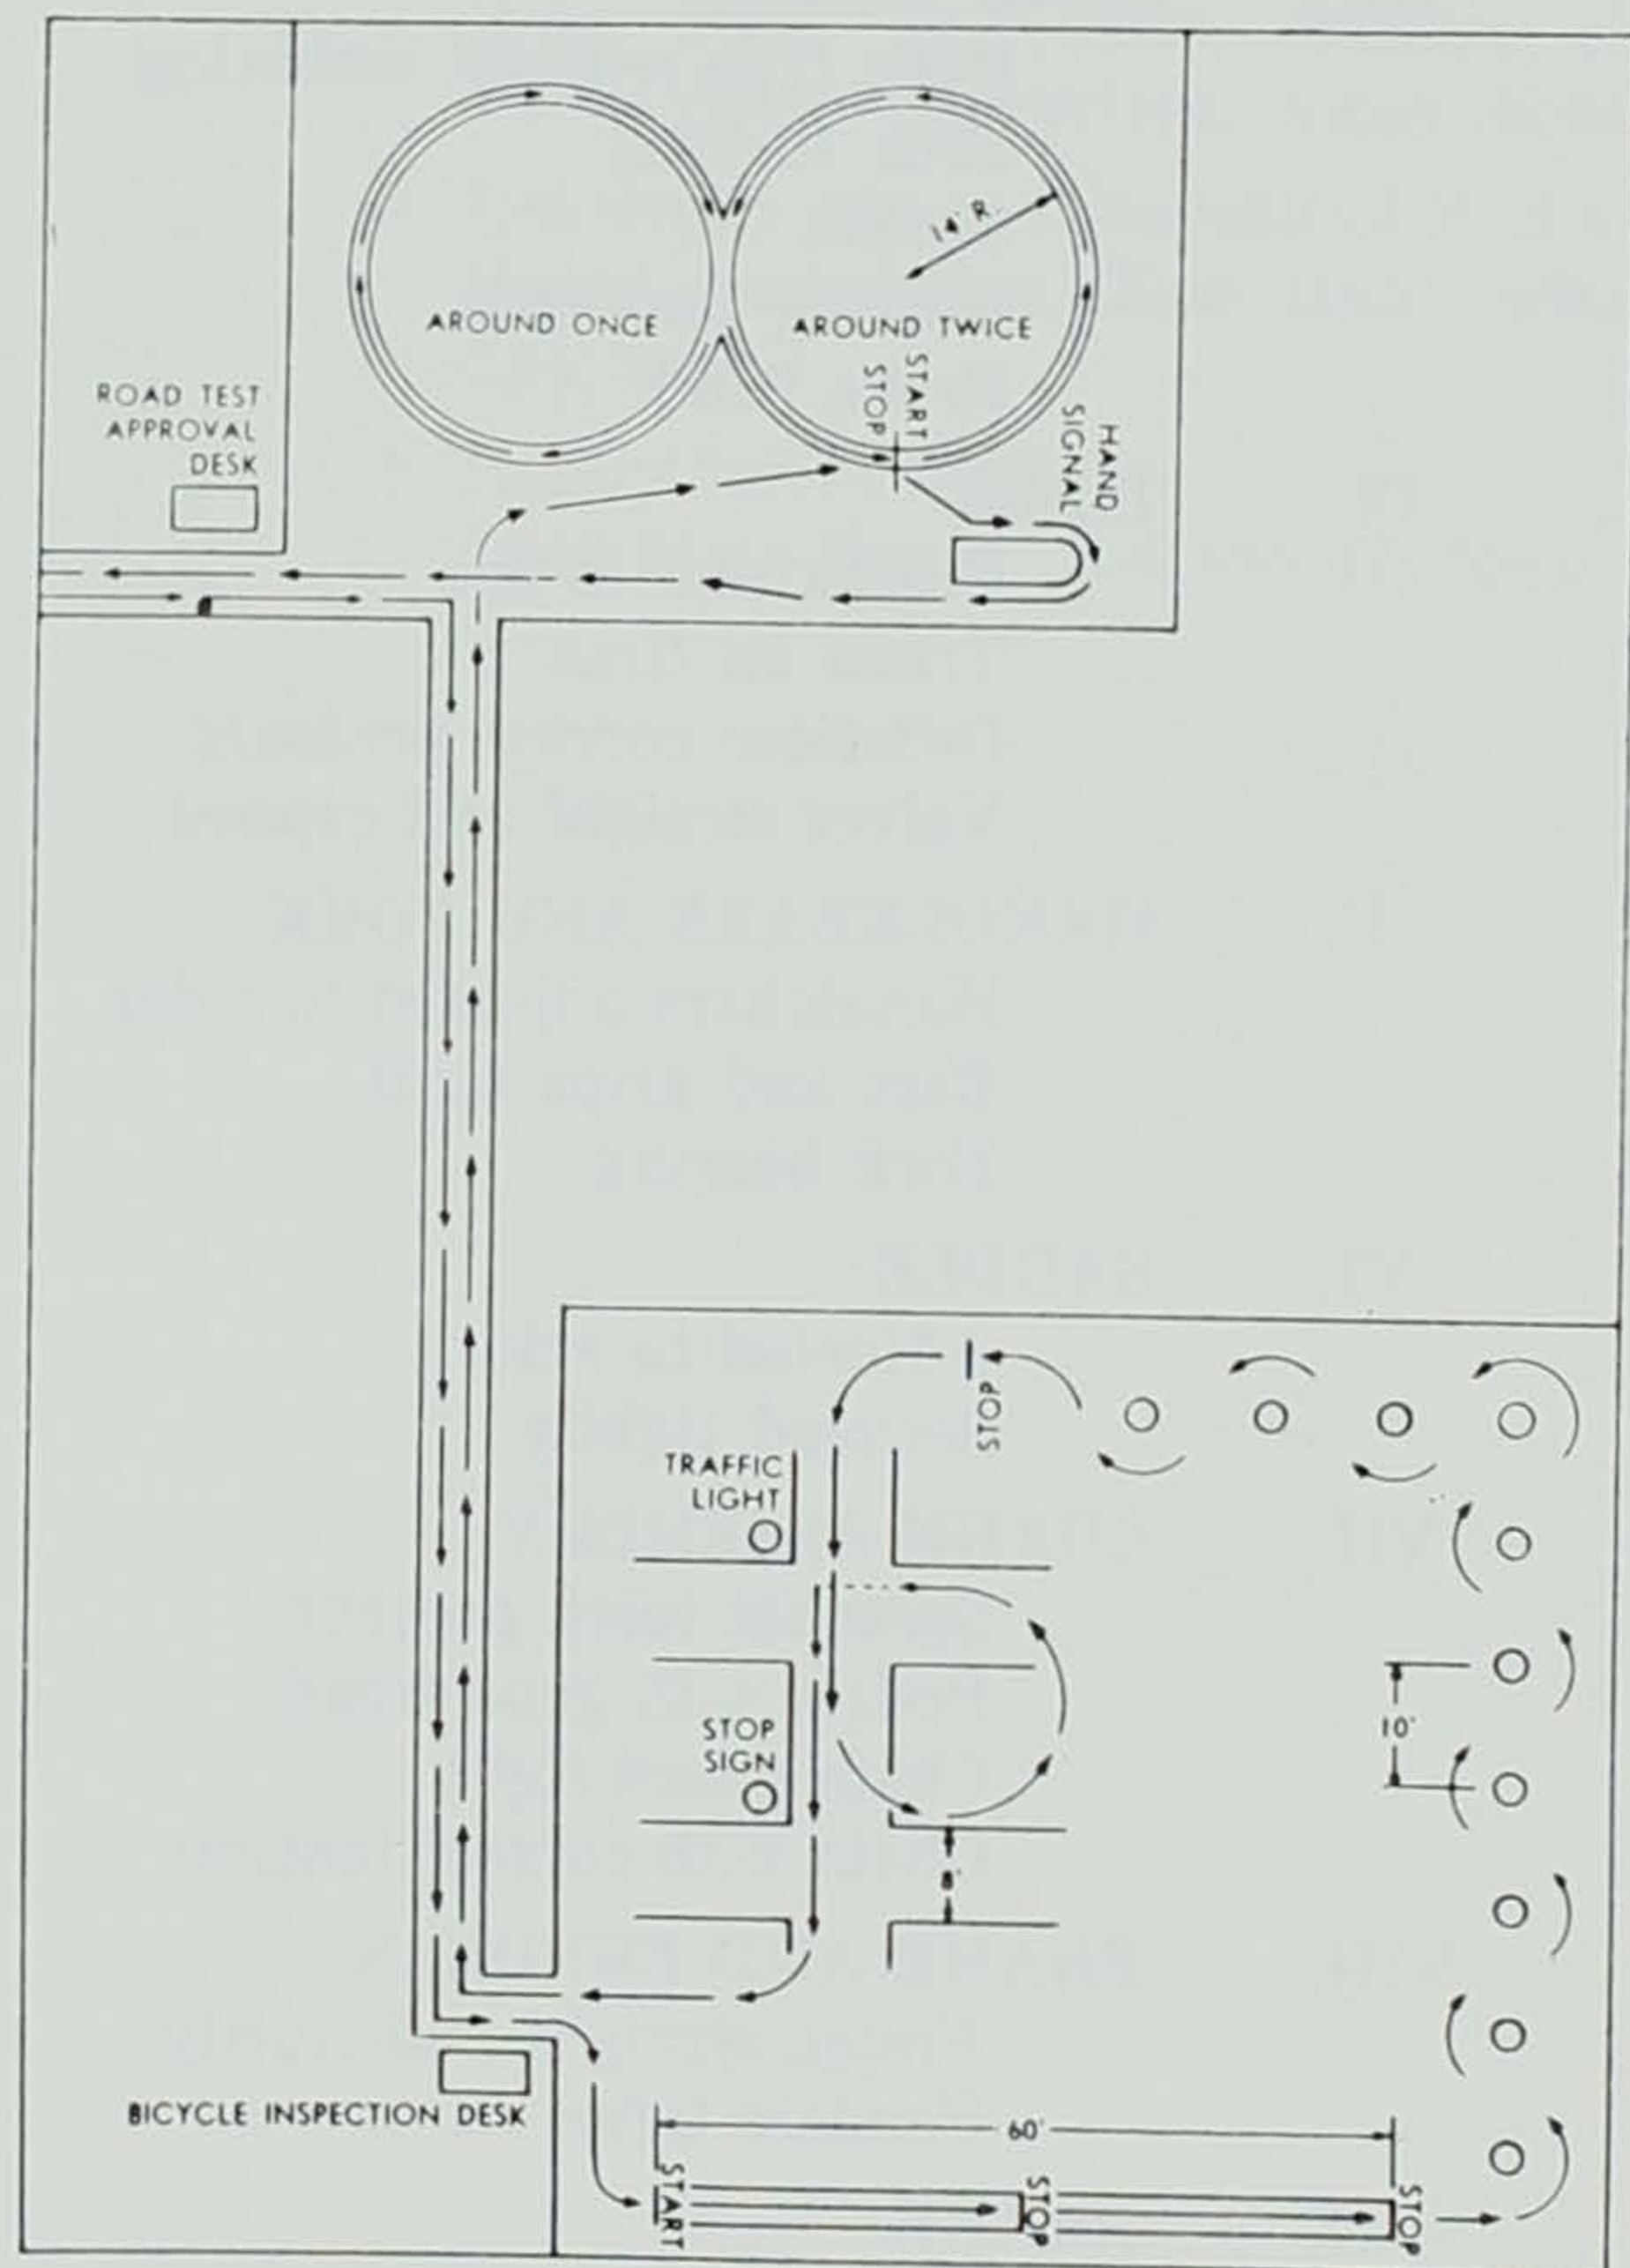 14' R.
AROUND ONCE
AROUND TWICE
START
STOP
HAND
SIGNAL
ROAD TEST
APPROVAL
DESK
STOP
TRAFFIC
LIGHT
STOP
SIGN
10'
8'
BICYCLE INSPECTION DESK
60'
START
STOP
STOP